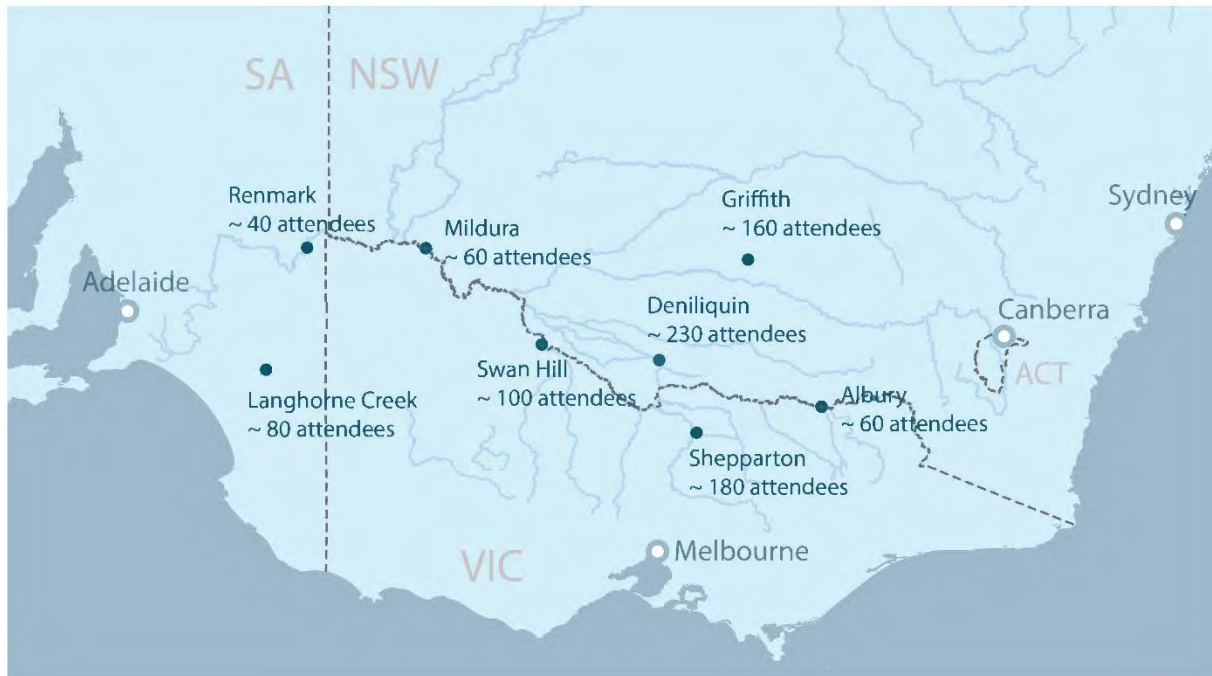 SA
NSW
Renmark
~ 40 attendees
Mildura
~ 60 attendees
Griffith
~ 160 attendees
Sydney
Adelaide
Deniliquin
~ 230 attendees
Canberra
ACT
Swan Hill
~ 100 attendees
Langhorne Creek
~ 80 attendees
Albury
~ 60 attendees
Shepparton
~ 180 attendees
VIC
Melbourne